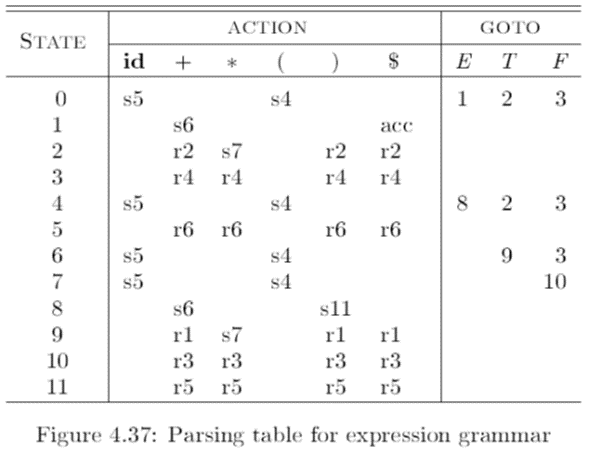 STATE ACTION GOTO
id + * ( ) $ E T F
0 s5 s4 1 2 3
1 s6 acc
2 r2 s7 r2 r2
3 r4 r4 r4 r4
4 s5 s4 8 2 3
5 r6 r6 r6 r6
6 s5 s4 9 3
7 s5 s4 10
8 s6 s11
9 r1 s7 r1 r1
10 r3 r3 r3 r3
11 r5 r5 r5 r5
Figure 4.37: Parsing table for expression grammar